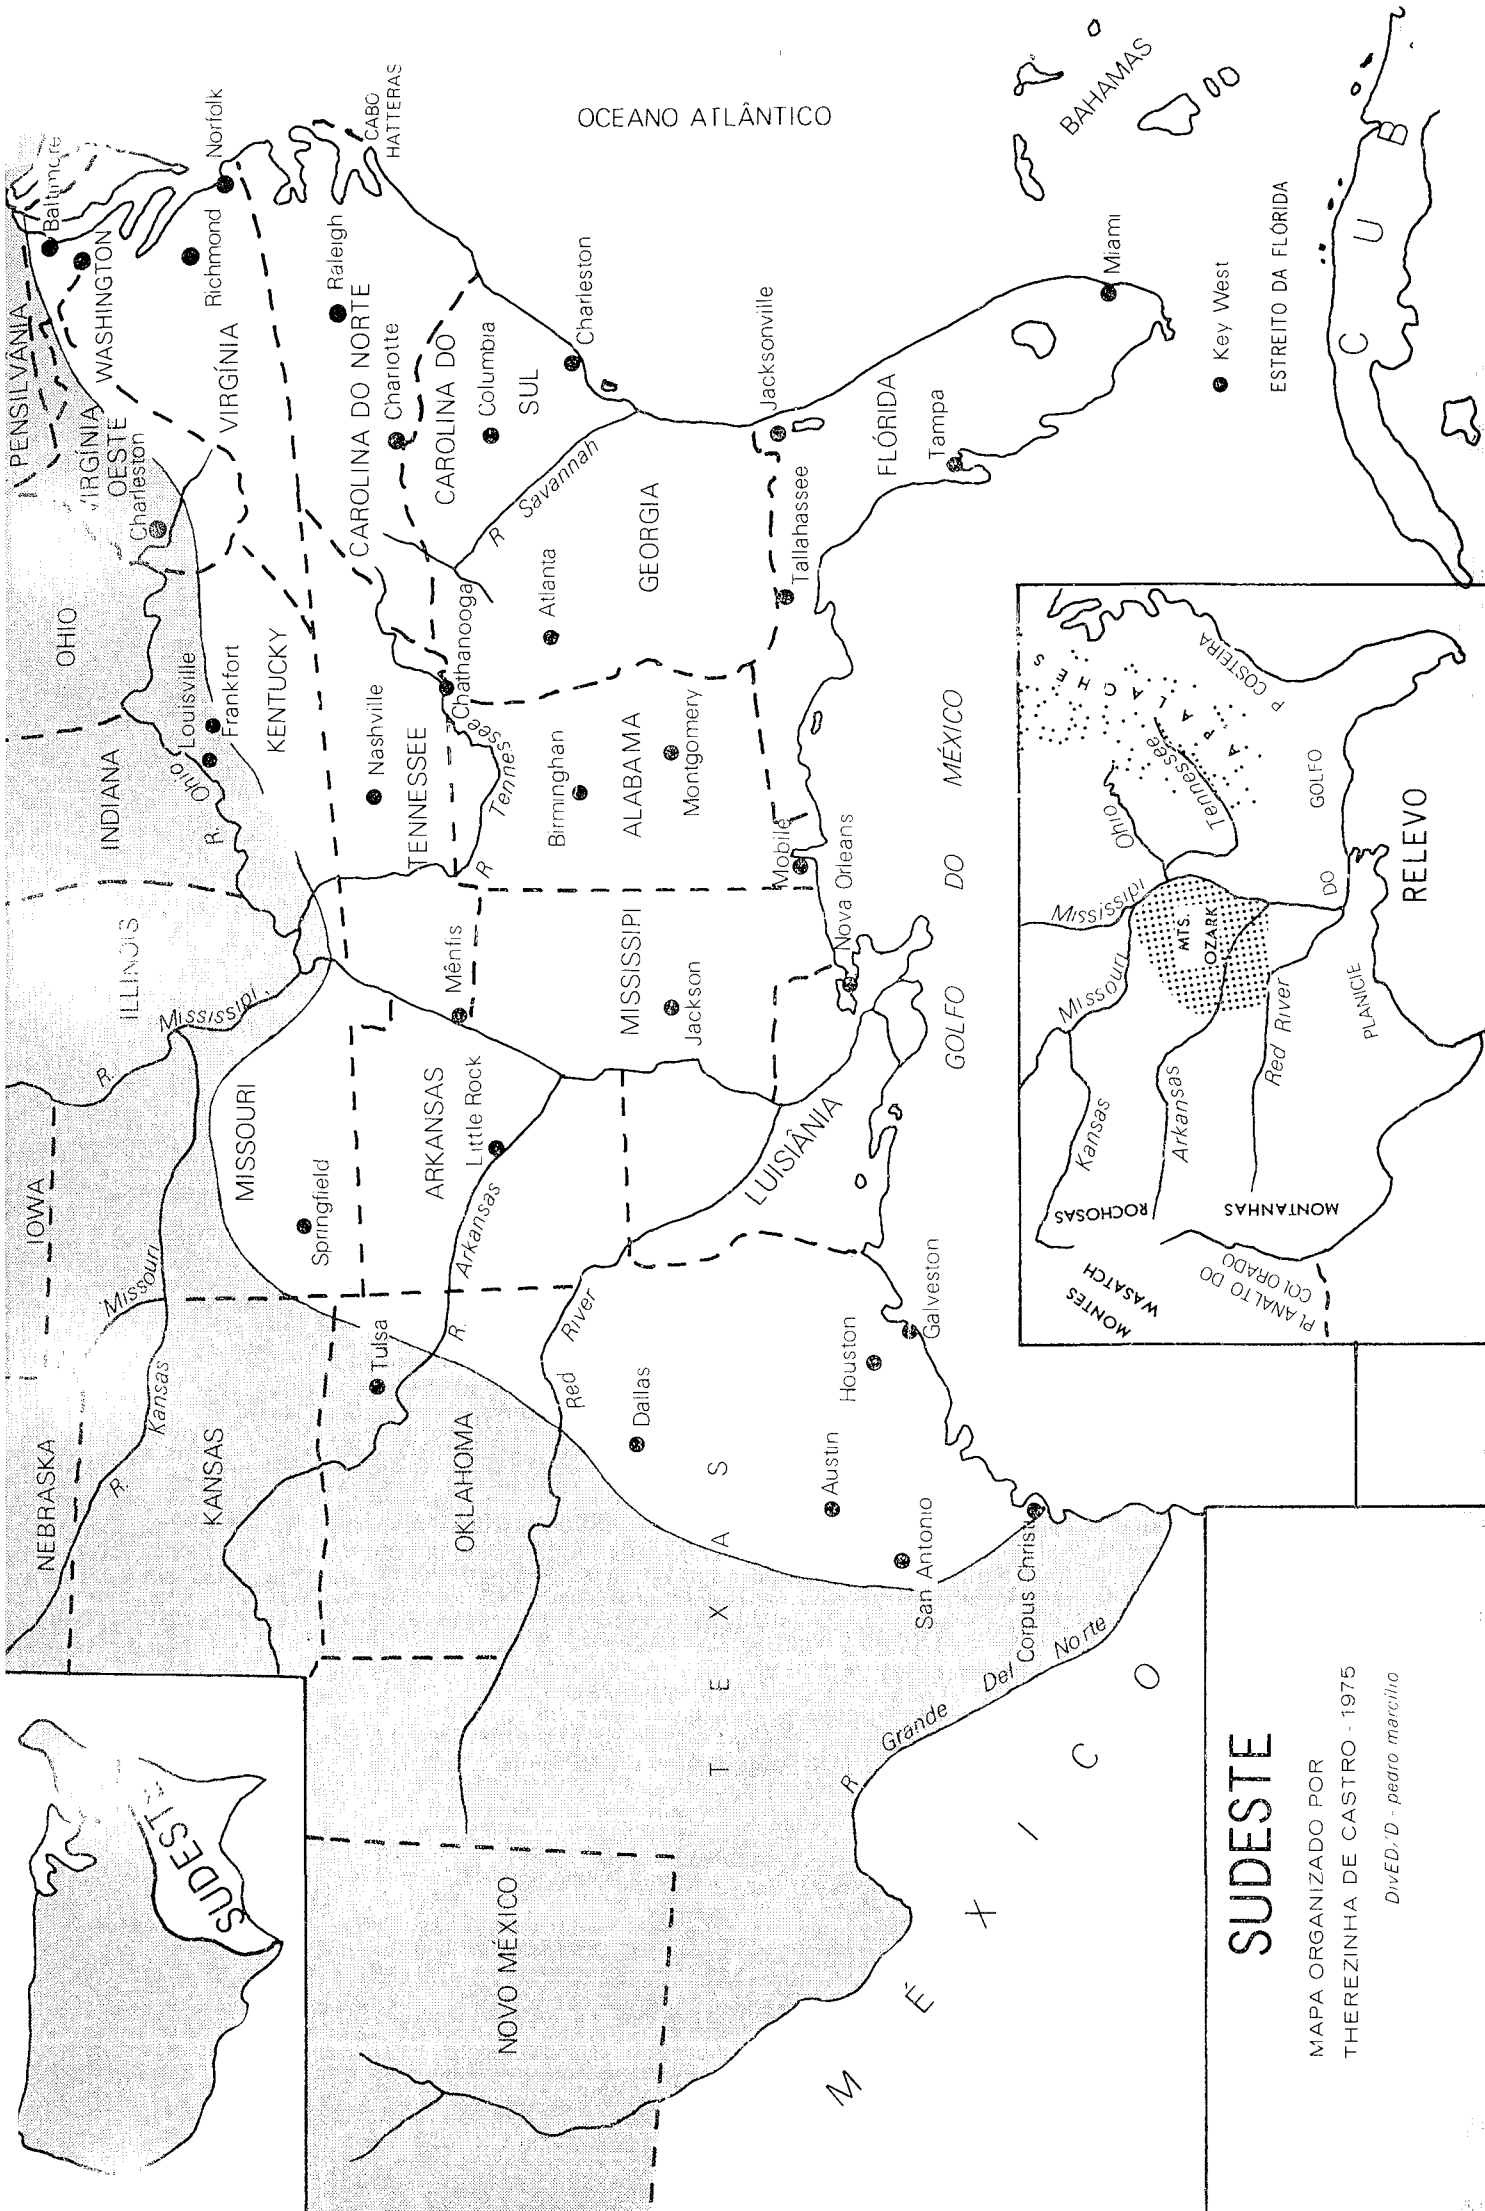 SUDESTE
NEBRASKA
IOWA
ILLINOIS
INDIANA
OHIO
PENSILVÂNIA
Baltimore
WASHINGTON
OESTE
Charleston
Richmond
Norfolk
VIRGÍNIA
R. Missouri
R. Kansas
KANSAS
MISSOURI
Springfield
R. Mississipi
R. Ohio
Louisville
Frankfort
KENTUCKY
CABO
HATTERAS
Raleigh
CAROLINA DO NORTE
Charlotte
CAROLINA DO
SUL
Columbia
Charleston
Nashville
TENNESSEE
Chathanooga
R. Tennessee
Mênfis
ARKANSAS
Little Rock
R. Arkansas
Tulsa
OKLAHOMA
NOVO MÉXICO
Red River
Dallas
T E X A S
MISSISSIPI
Jackson
Birminghan
ALABAMA
Montgomery
Atlanta
GEORGIA
R Savannah
OCEANO ATLÂNTICO
Jacksonville
Tallahassee
FLÓRIDA
Tampa
Miami
Key West
BAHAMAS
ESTREITO DA FLÓRIDA
C U B
Mobile
Nova Orleans
LUISIÂNIA
Houston
Galveston
Austin
San Antonio
Corpus Christi
R Grande Del Norte
GOLFO DO MÉXICO
M É X I C O
Mississipi
Missouri
Kansas
Arkansas
Red River
Ohio
Tennessee
MTS.
OZARK
APALACHES
P COSTEIRA
PLANICIE DO GOLFO
MONTANHAS ROCHOSAS
MONTES
WASATCH
PLANALTO DO
COLORADO
RELEVO
SUDESTE
MAPA ORGANIZADO POR
THEREZINHA DE CASTRO - 1975
DivED./D - pedro marcilio